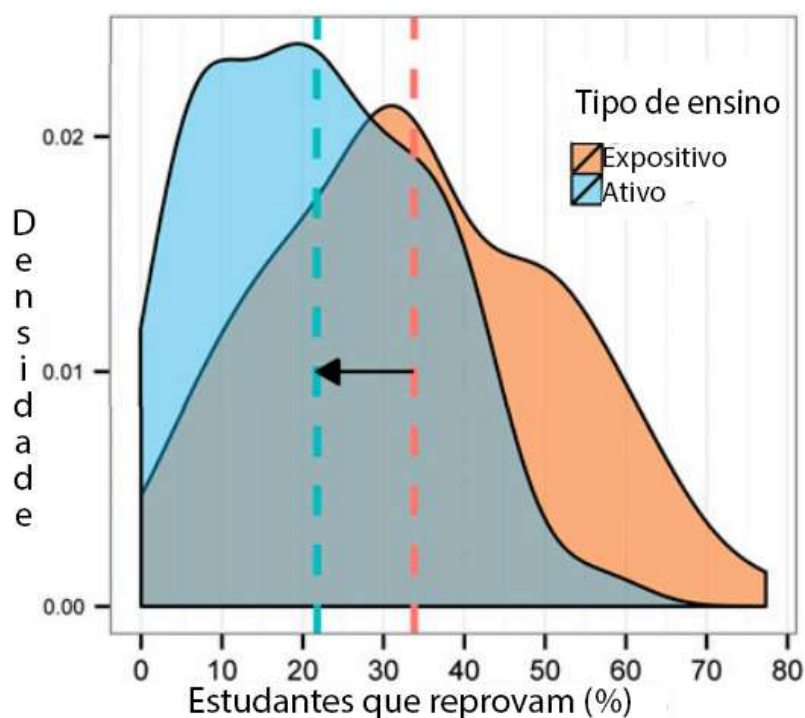 Tipo de ensino
Expositivo
Ativo
Densidade
0.02
0.01
0.00
0 10 20 30 40 50 60 70 80
Estudantes que reprovam (%)